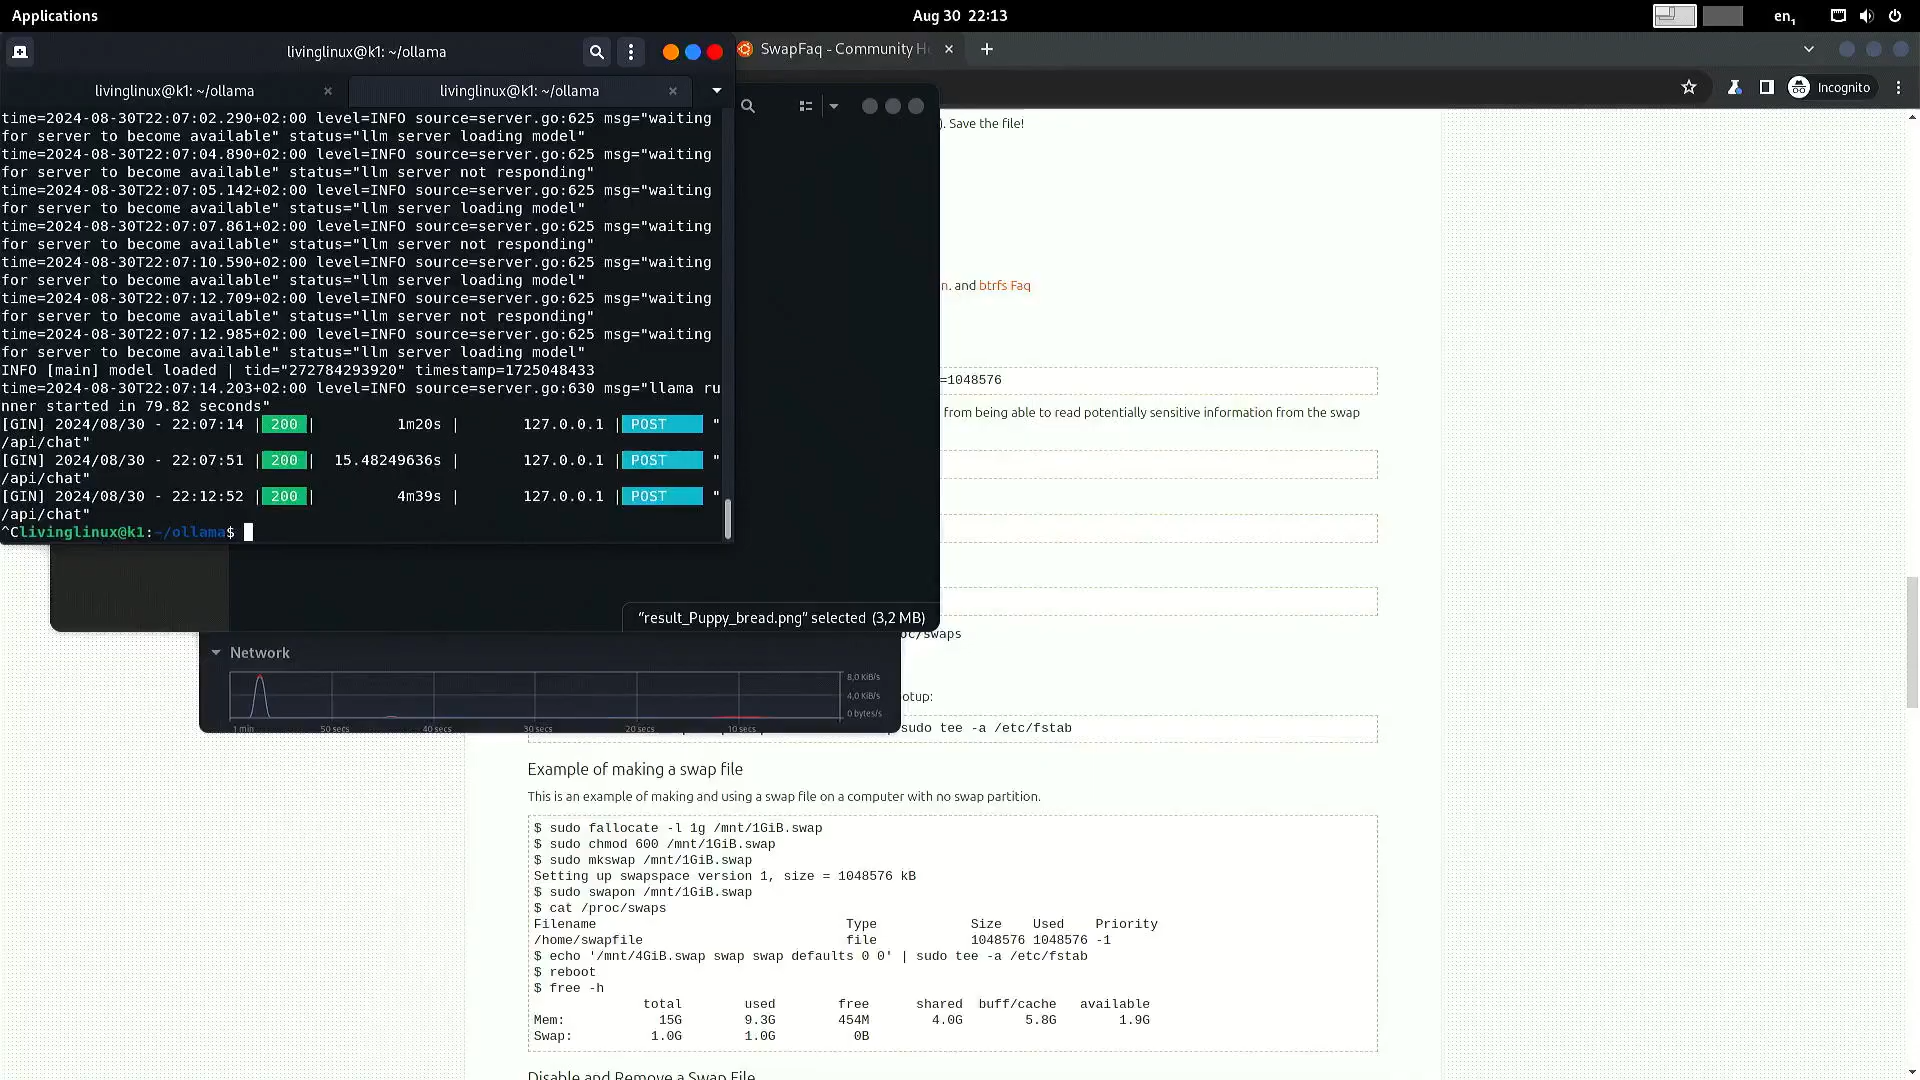 Applications
Aug 30 22:13
en1
livinglinux@k1: ~/ollama
SwapFaq - Community H
livinglinux@k1: ~/ollama
livinglinux@k1: ~/ollama
Incognito
time=2024-08-30T22:07:02.290+02:00 level=INFO source=server.go:625 msg="waiting
for server to become available" status="llm server loading model"
time=2024-08-30T22:07:04.890+02:00 level=INFO source=server.go:625 msg="waiting
for server to become available" status="llm server not responding"
time=2024-08-30T22:07:05.142+02:00 level=INFO source=server.go:625 msg="waiting
for server to become available" status="llm server loading model"
time=2024-08-30T22:07:07.861+02:00 level=INFO source=server.go:625 msg="waiting
for server to become available" status="llm server not responding"
time=2024-08-30T22:07:10.590+02:00 level=INFO source=server.go:625 msg="waiting
for server to become available" status="llm server loading model"
time=2024-08-30T22:07:12.709+02:00 level=INFO source=server.go:625 msg="waiting
for server to become available" status="llm server not responding"
time=2024-08-30T22:07:12.985+02:00 level=INFO source=server.go:625 msg="waiting
for server to become available" status="llm server loading model"
INFO [main] model loaded | tid="272784293920" timestamp=1725048433
time=2024-08-30T22:07:14.203+02:00 level=INFO source=server.go:630 msg="llama ru
nner started in 79.82 seconds"
[GIN] 2024/08/30 - 22:07:14 | 200 | 1m20s | 127.0.0.1 | POST "
/api/chat"
[GIN] 2024/08/30 - 22:07:51 | 200 | 15.48249636s | 127.0.0.1 | POST "
/api/chat"
[GIN] 2024/08/30 - 22:12:52 | 200 | 4m39s | 127.0.0.1 | POST "
/api/chat"
^Clivinglinux@k1:~/ollama$
). Save the file!
n. and btrfs Faq
=1048576
from being able to read potentially sensitive information from the swap
"result_Puppy_bread.png" selected (3,2 MB)
oc/swaps
Network
8,0 KiB/s
4,0 KiB/s
0 bytes/s
1 min 50 secs 40 secs 30 secs 20 secs 10 secs
otup:
sudo tee -a /etc/fstab
Example of making a swap file
This is an example of making and using a swap file on a computer with no swap partition.
$ sudo fallocate -l 1g /mnt/1GiB.swap
$ sudo chmod 600 /mnt/1GiB.swap
$ sudo mkswap /mnt/1GiB.swap
Setting up swapspace version 1, size = 1048576 kB
$ sudo swapon /mnt/1GiB.swap
$ cat /proc/swaps
Filename Type Size Used Priority
/home/swapfile file 1048576 1048576 -1
$ echo '/mnt/4GiB.swap swap swap defaults 0 0' | sudo tee -a /etc/fstab
$ reboot
$ free -h
total used free shared buff/cache available
Mem: 15G 9.3G 454M 4.0G 5.8G 1.9G
Swap: 1.0G 1.0G 0B
Disable and Remove a Swap File